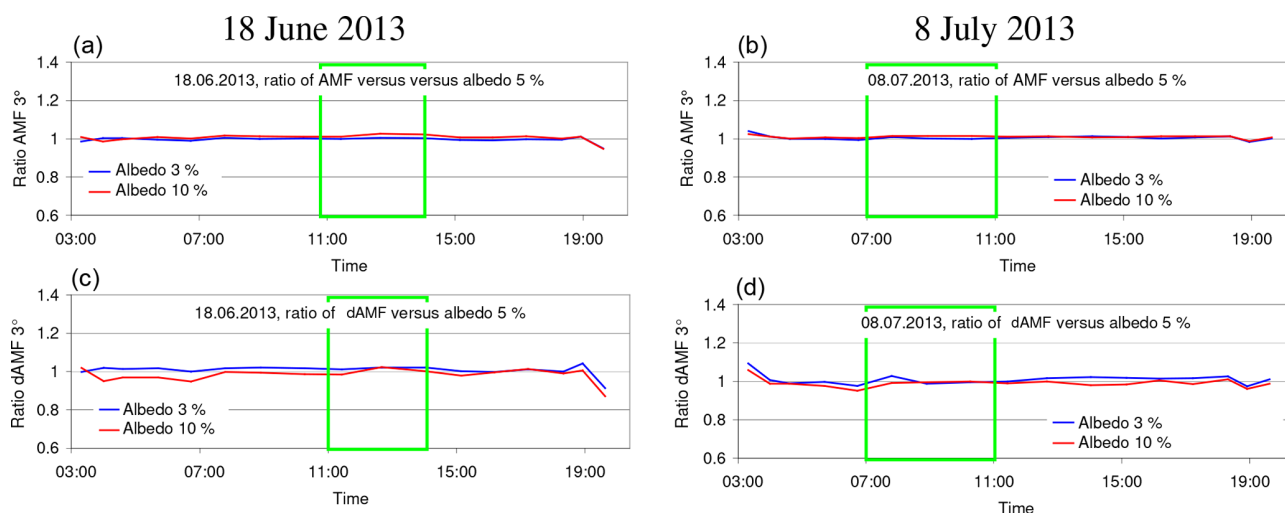 18 June 2013
8 July 2013
(a)
1.4
1.2
1
0.8
0.6
Ratio AMF 3°
18.06.2013, ratio of AMF versus versus albedo 5 %
Albedo 3 %
Albedo 10 %
03:00 07:00 11:00 15:00 19:00
Time
(b)
1.4
1.2
1
0.8
0.6
Ratio AMF 3°
08.07.2013, ratio of AMF versus albedo 5 %
Albedo 3 %
Albedo 10 %
03:00 07:00 11:00 15:00 19:00
Time
(c)
1.4
1.2
1
0.8
0.6
Ratio dAMF 3°
18.06.2013, ratio of dAMF versus albedo 5 %
Albedo 3 %
Albedo 10 %
03:00 07:00 11:00 15:00 19:00
Time
(d)
1.4
1.2
1
0.8
0.6
Ratio dAMF 3°
08.07.2013, ratio of dAMF versus albedo 5 %
Albedo 3 %
Albedo 10 %
03:00 07:00 11:00 15:00 19:00
Time